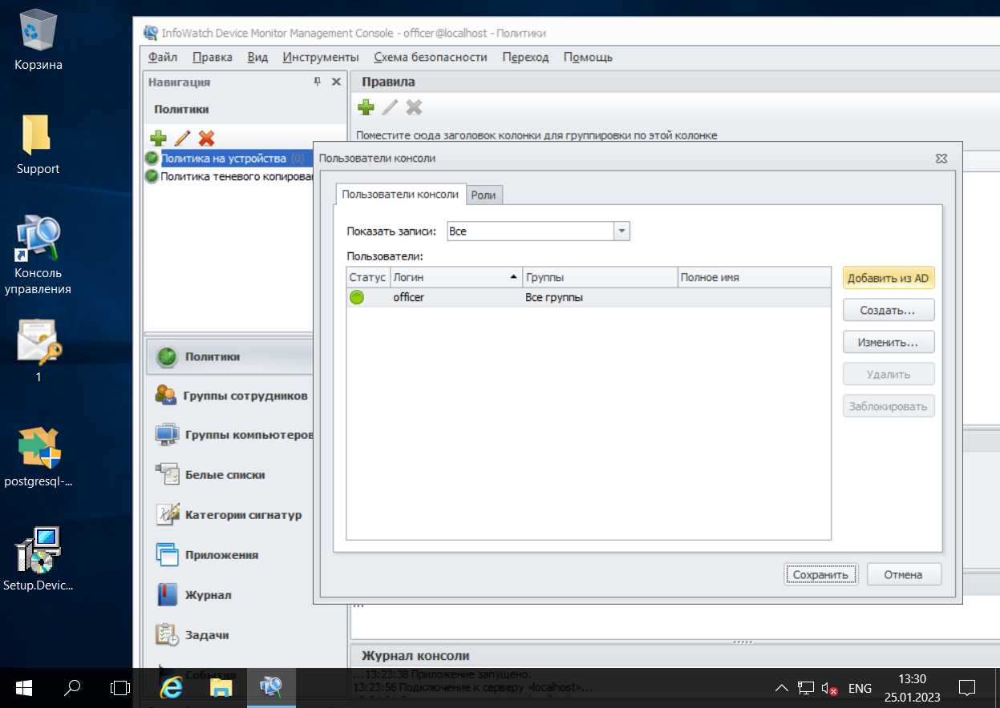 Корзина
Support
Консоль
управления
1
postgresql-...
Setup.Devic...
InfoWatch Device Monitor Management Console - officer@localhost - Политики
Файл Правка Вид Инструменты Схема безопасности Переход Помощь
Навигация
Политики
Политика на устройства (0)
Политика теневого копирован
Политики
Группы сотрудников
Группы компьютеров
Белые списки
Категории сигнатур
Приложения
Журнал
Задачи
События
Правила
Поместите сюда заголовок колонки для группировки по этой колонке
Пользователи консоли
Пользователи консоли Роли
Показать записи: Все
Пользователи:
Статус Логин Группы Полное имя
officer Все группы
Добавить из AD
Создать...
Изменить...
Удалить
Заблокировать
Сохранить Отмена
...
Журнал консоли
...13:23:38 Приложение запущено.
13:23:56 Подключение к серверу «localhost»...
ENG
13:30
25.01.2023